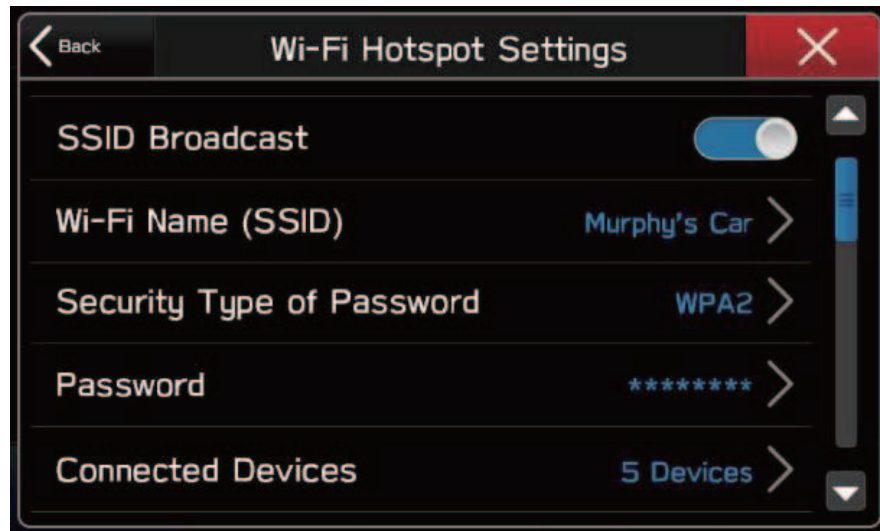 Back Wi-Fi Hotspot Settings
SSID Broadcast
Wi-Fi Name (SSID) Murphy's Car
Security Type of Password WPA2
Password ********
Connected Devices 5 Devices